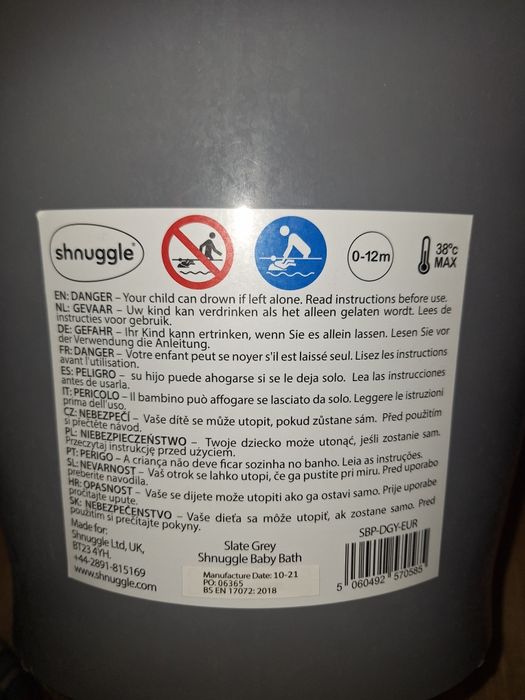 shnuggle®
0-12m
38°c
MAX
EN: DANGER – Your child can drown if left alone. Read instructions before use.
NL: GEVAAR – Uw kind kan verdrinken als het alleen gelaten wordt. Lees de
instructies voor gebruik.
DE: GEFAHR – Ihr Kind kann ertrinken, wenn Sie es allein lassen. Lesen Sie vor
der Verwendung die Anleitung.
FR: DANGER – Votre enfant peut se noyer s'il est laissé seul. Lisez les instructions
avant l'utilisation.
ES: PELIGRO – su hijo puede ahogarse si se le deja solo. Lea las instrucciones
antes de usarla.
IT: PERICOLO – Il bambino può affogare se lasciato da solo. Leggere le istruzioni
prima dell'uso.
CZ: NEBEZPEČÍ – Vaše dítě se může utopit, pokud zůstane sám. Před použitím
si přečtěte návod.
PL: NIEBEZPIECZEŃSTWO – Twoje dziecko może utonąć, jeśli zostanie sam.
Przeczytaj instrukcję przed użyciem.
PT: PERIGO – A criança não deve ficar sozinha no banho. Leia as instruções.
SL: NEVARNOST – Vaš otrok se lahko utopi, če ga pustite pri miru. Pred uporabo
preberite navodila.
HR: OPASNOST – Vaše se dijete može utopiti ako ga ostavi samo. Prije uporabe
pročitajte upute.
SK: NEBEZPEČENSTVO – Vaše dieťa sa môže utopiť, ak zostane samo. Pred
použitím si prečítajte pokyny.
Made for:
Shnuggle Ltd, UK,
BT23 4YH.
+44-2891-815169
www.shnuggle.com
Slate Grey
Shnuggle Baby Bath
Manufacture Date: 10-21
PO: 06365
BS EN 17072: 2018
SBP-DGY-EUR
5 060492 570585